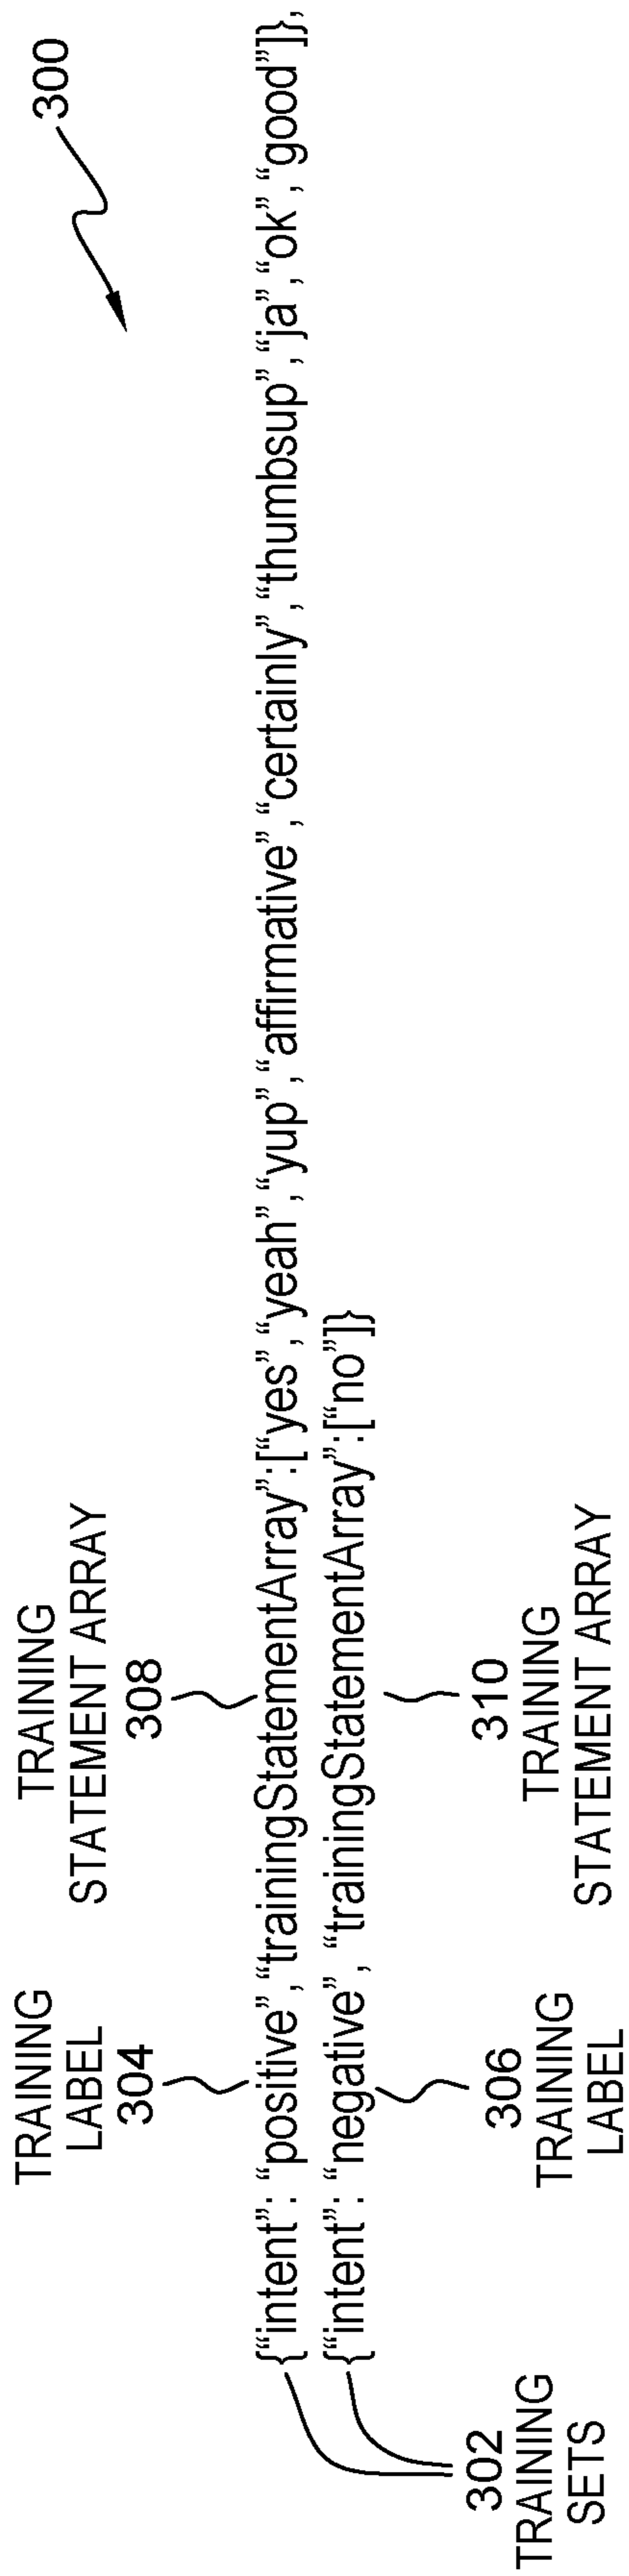 300
TRAINING
LABEL
304
TRAINING
STATEMENT ARRAY
308
{“intent”: “positive”,“trainingStatementArray”:[“yes”,“yeah”,“yup”,“affirmative”,“certainly”,“thumbsup”,“ja”,“ok”,“good”]},
{“intent”: “negative”, “trainingStatementArray”:[“no”]}
302
TRAINING
SETS
306
TRAINING
LABEL
310
TRAINING
STATEMENT ARRAY